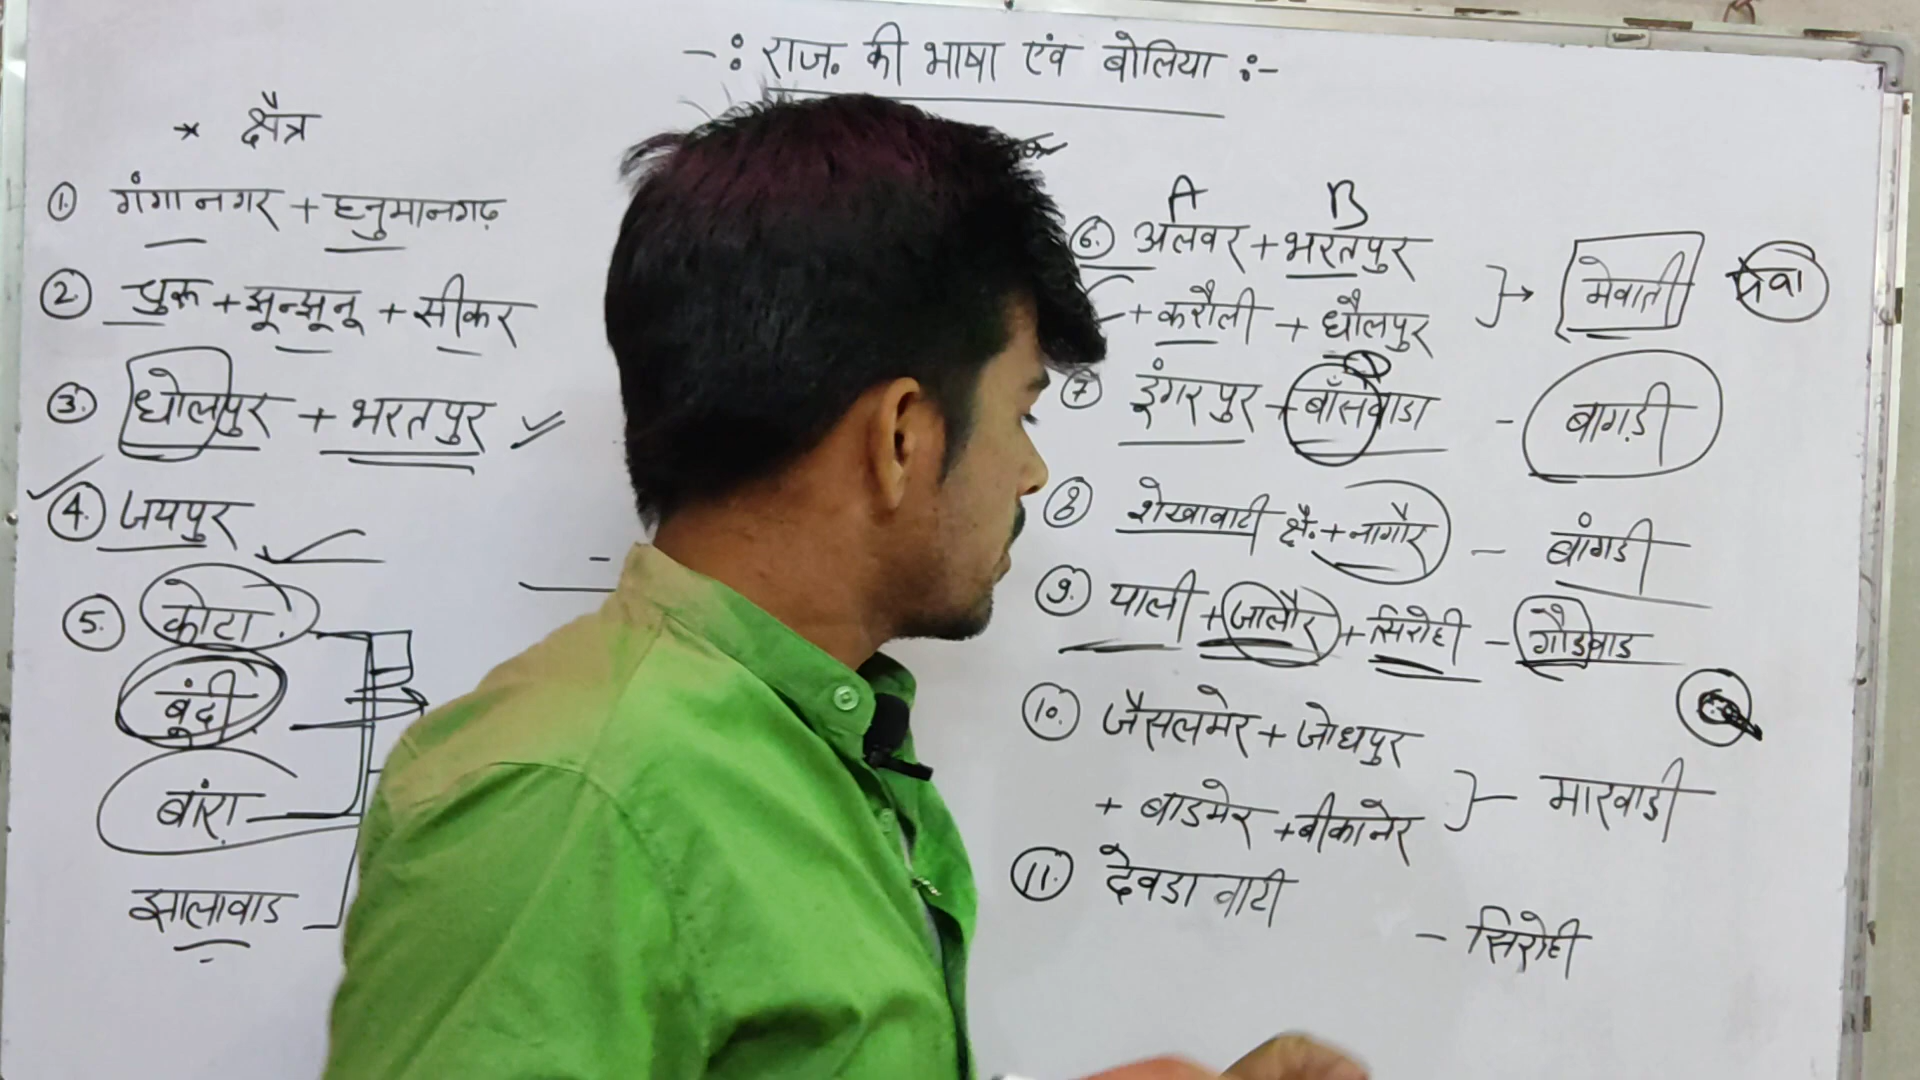 -: राज. की भाषा एंव बोलिया :-
* क्षैत्र
① गंगानगर + हनुमानगढ़
② चुरू + झून्झूनू + सीकर
③ धोलपुर + भरतपुर
④ जयपुर
⑤ कोटा
बूंदी
बांरा
झालावाड
A B
⑥ अलवर + भरतपुर
+ करौली + धौलपुर } → मेवाती
⑦ डूंगरपुर + बाँसवाडा - बागड़ी
⑧ शेखावाटी क्षै. + नागौर - बांगडी
⑨ पाली + जालौर + सिरोही - गौडवाड
⑩ जैसलमेर + जोधपुर
+ बाडमेर + बीकानेर } - मारवाडी
⑪ देवडा वाटी - सिरोही